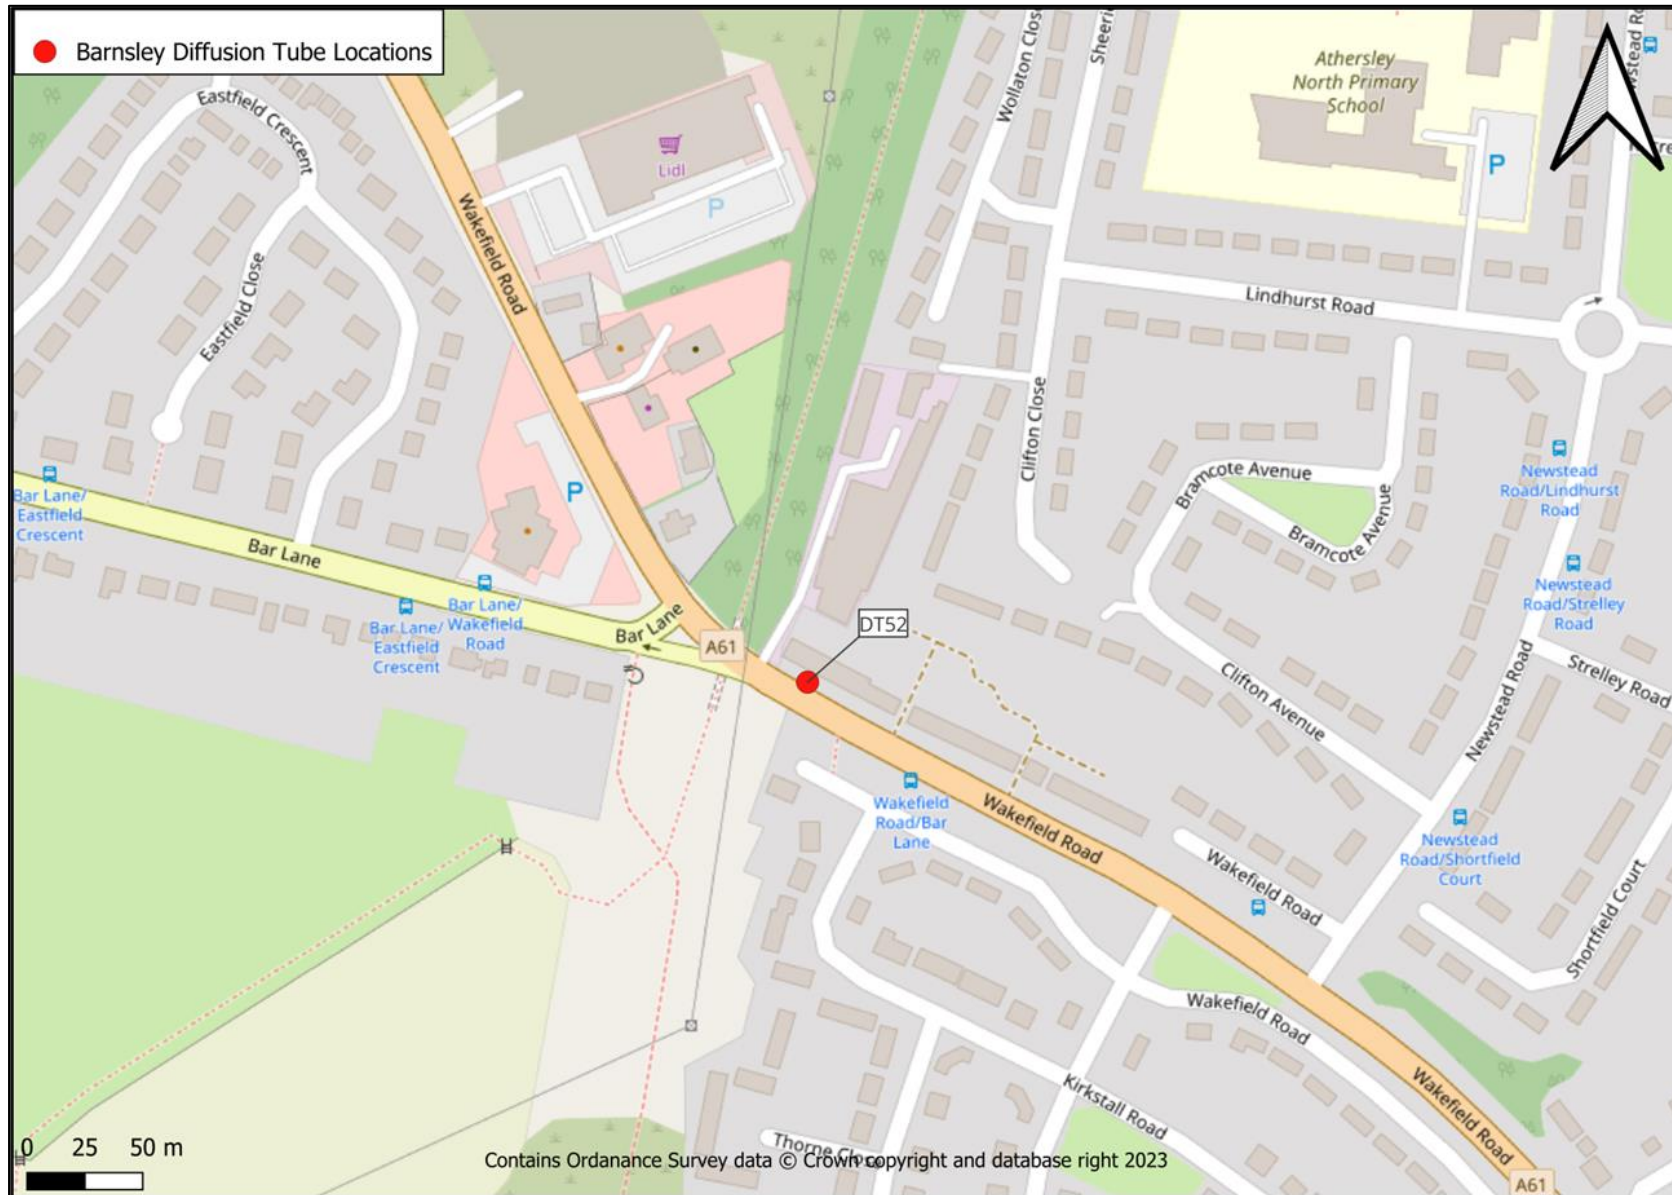 Barnsley Diffusion Tube Locations
Eastfield Crescent
Wollaton Close
Athersley
North Primary
School
Lidl
P
P
Wakefield Road
Eastfield Close
Lindhurst Road
Clifton Close
Bramcote Avenue
Bramcote Avenue
Newstead
Road/Lindhurst
Road
Bar Lane/
Eastfield
Crescent
P
Bar Lane
Bar Lane/
Wakefield
Road
Bar Lane/
Eastfield
Crescent
Bar Lane
A61
DT52
Newstead
Road/Strelley
Road
Strelley Road
Clifton Avenue
Newstead Road
Wakefield
Road/Bar
Lane
Wakefield Road
Wakefield Road
Newstead
Road/Shortfield
Court
Shortfield Court
Wakefield Road
Kirkstall Road
Wakefield Road
A61
0 25 50 m
Contains Ordanance Survey data © Crown copyright and database right 2023